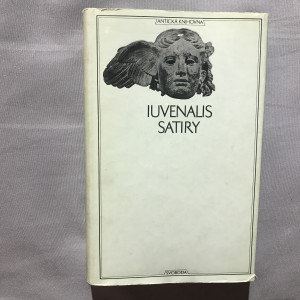 ANTICKÁ KNIHOVNA
IUVENALIS
SATIRY
SVOBODA